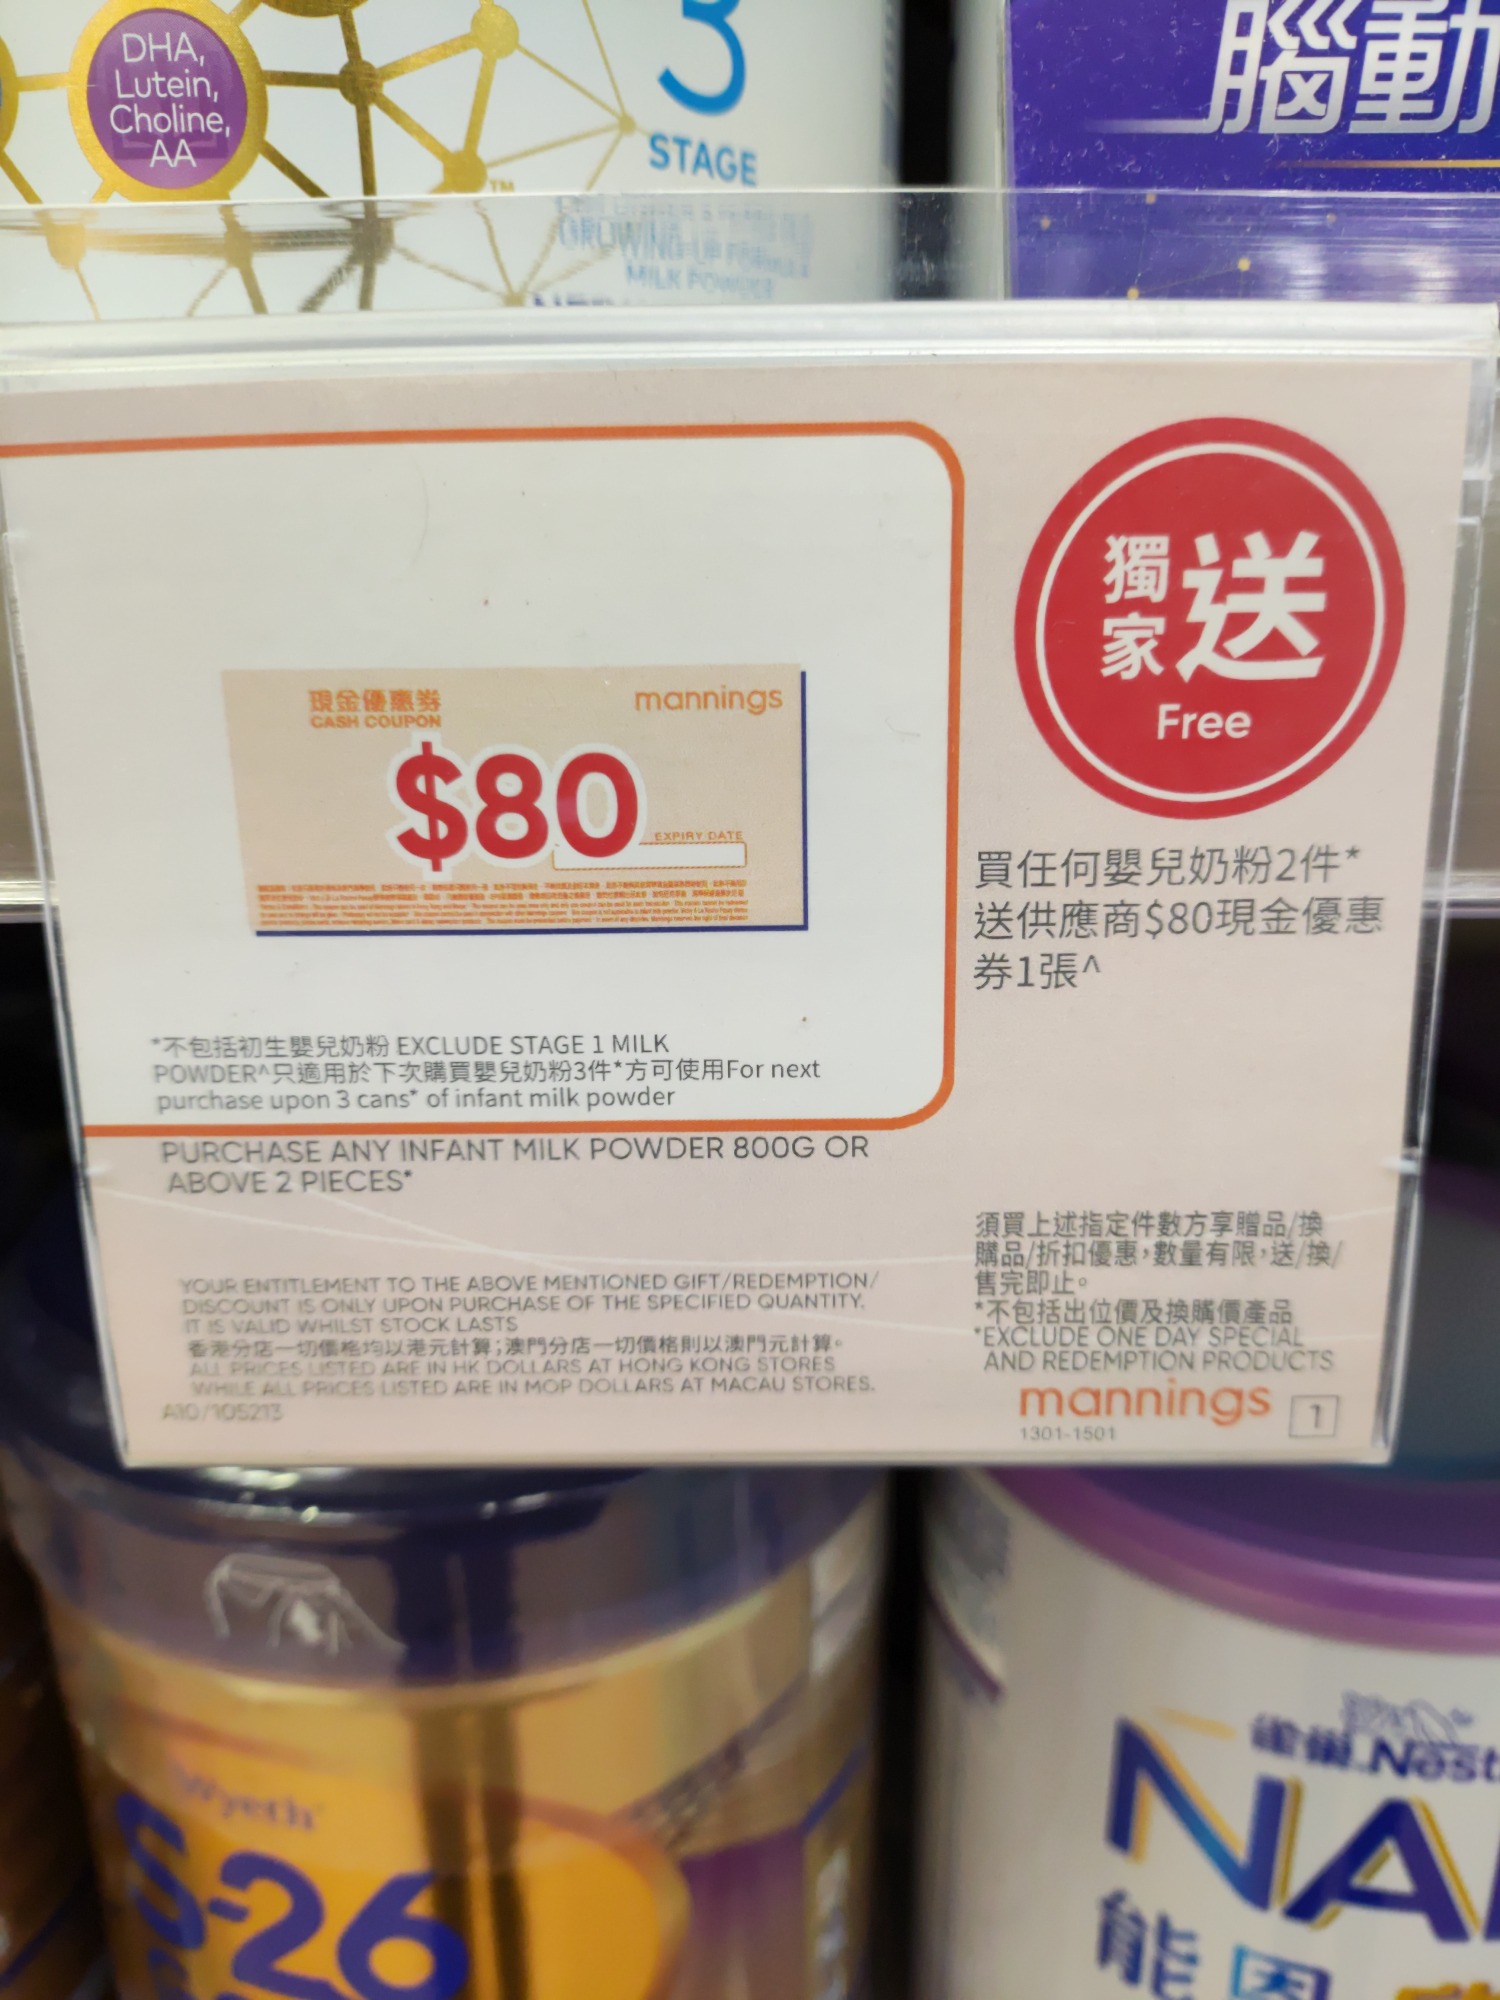 DHA,
Lutein,
Choline,
AA
TM
3
STAGE
GROWING-UP FORMULA
MILK POWDER
腦動
現金優惠券
CASH COUPON
mannings
$80
EXPIRY DATE
獨家送
Free
買任何嬰兒奶粉2件*
送供應商$80現金優惠
券1張^
*不包括初生嬰兒奶粉 EXCLUDE STAGE 1 MILK
POWDER^只適用於下次購買嬰兒奶粉3件*方可使用For next
purchase upon 3 cans* of infant milk powder
PURCHASE ANY INFANT MILK POWDER 800G OR
ABOVE 2 PIECES*
YOUR ENTITLEMENT TO THE ABOVE MENTIONED GIFT/REDEMPTION/
DISCOUNT IS ONLY UPON PURCHASE OF THE SPECIFIED QUANTITY.
IT IS VALID WHILST STOCK LASTS
香港分店一切價格均以港元計算;澳門分店一切價格則以澳門元計算。
ALL PRICES LISTED ARE IN HK DOLLARS AT HONG KONG STORES
WHILE ALL PRICES LISTED ARE IN MOP DOLLARS AT MACAU STORES.
A10/105213
須買上述指定件數方享贈品/換
購品/折扣優惠,數量有限,送/換/
售完即止。
*不包括出位價及換購價產品
*EXCLUDE ONE DAY SPECIAL
AND REDEMPTION PRODUCTS
mannings 1
1301-1501
Wyeth
S-26
雀巢.Nest
NA
能恩